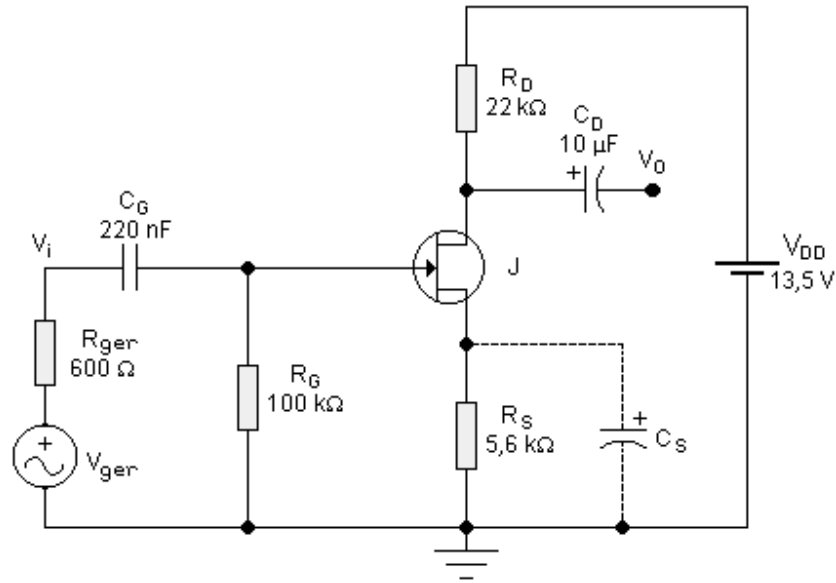 R_D
22 kΩ
C_D
10 µF
+
V_O
C_G
220 nF
V_i
J
V_DD
13,5 V
R_ger
600 Ω
R_G
100 kΩ
R_S
5,6 kΩ
+
C_S
+
V_ger